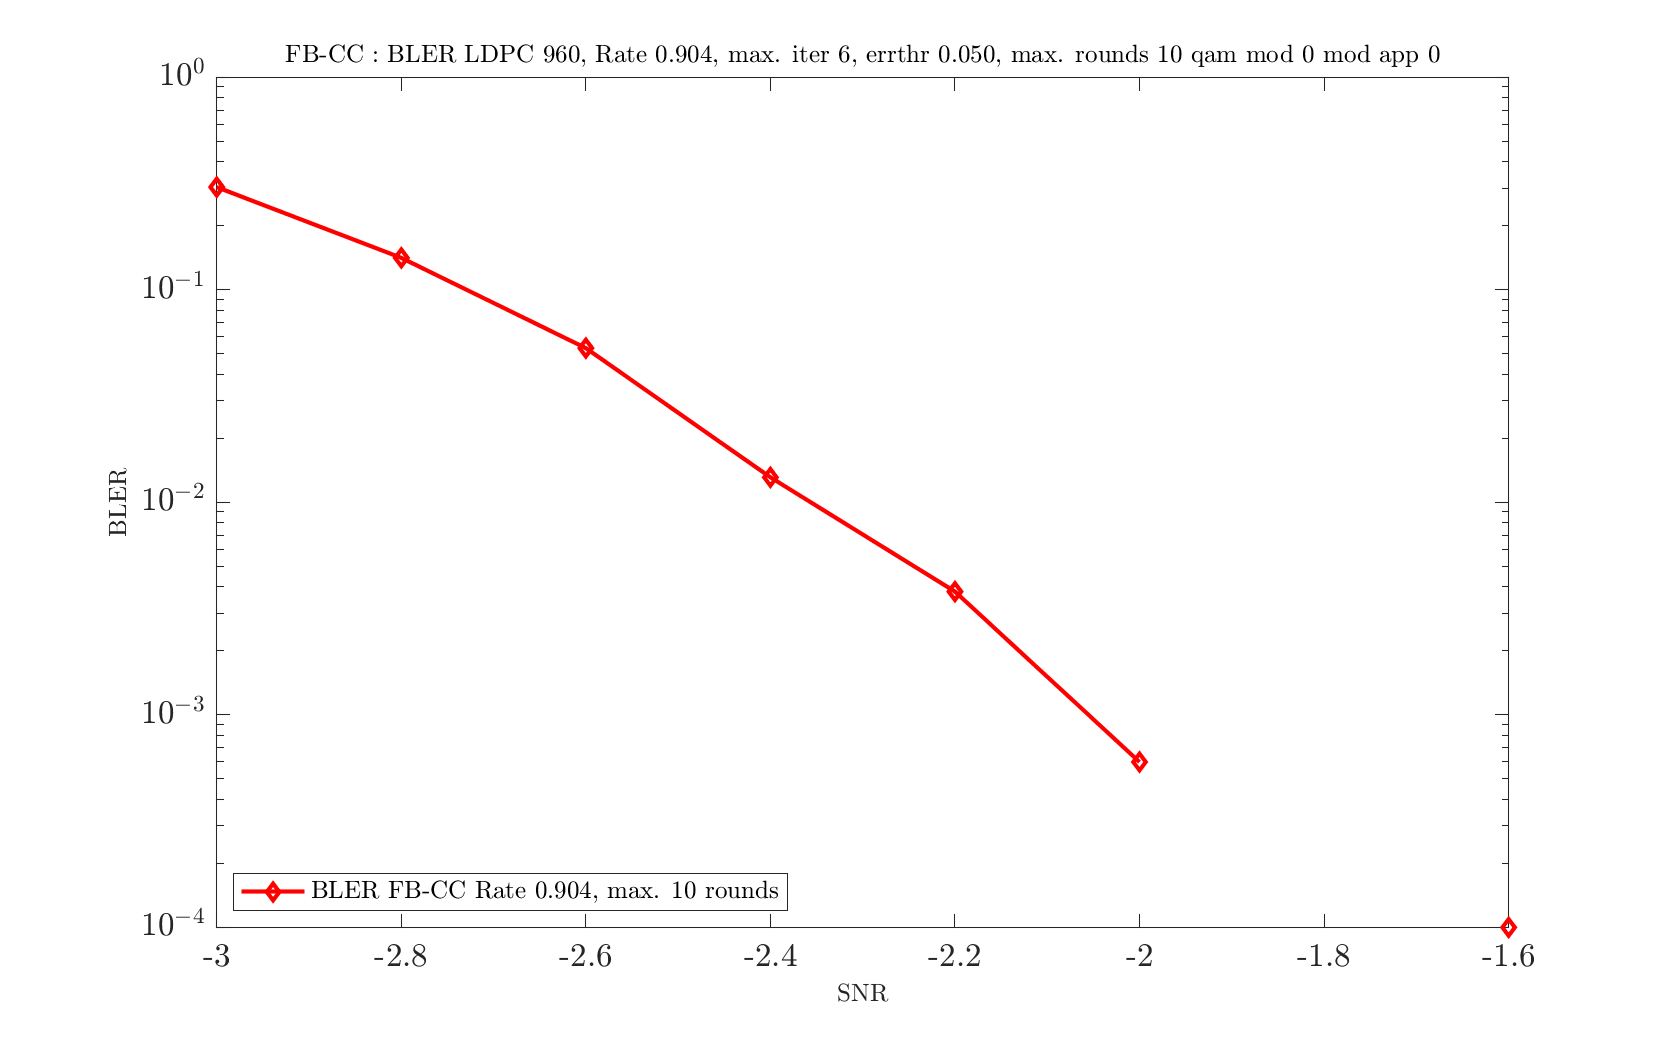 FB-CC : BLER LDPC 960, Rate 0.904, max. iter 6, errthr 0.050, max. rounds 10 qam mod 0 mod app 0
10^0
10^-1
10^-2
10^-3
10^-4
BLER
BLER FB-CC Rate 0.904, max. 10 rounds
-3 -2.8 -2.6 -2.4 -2.2 -2 -1.8 -1.6
SNR